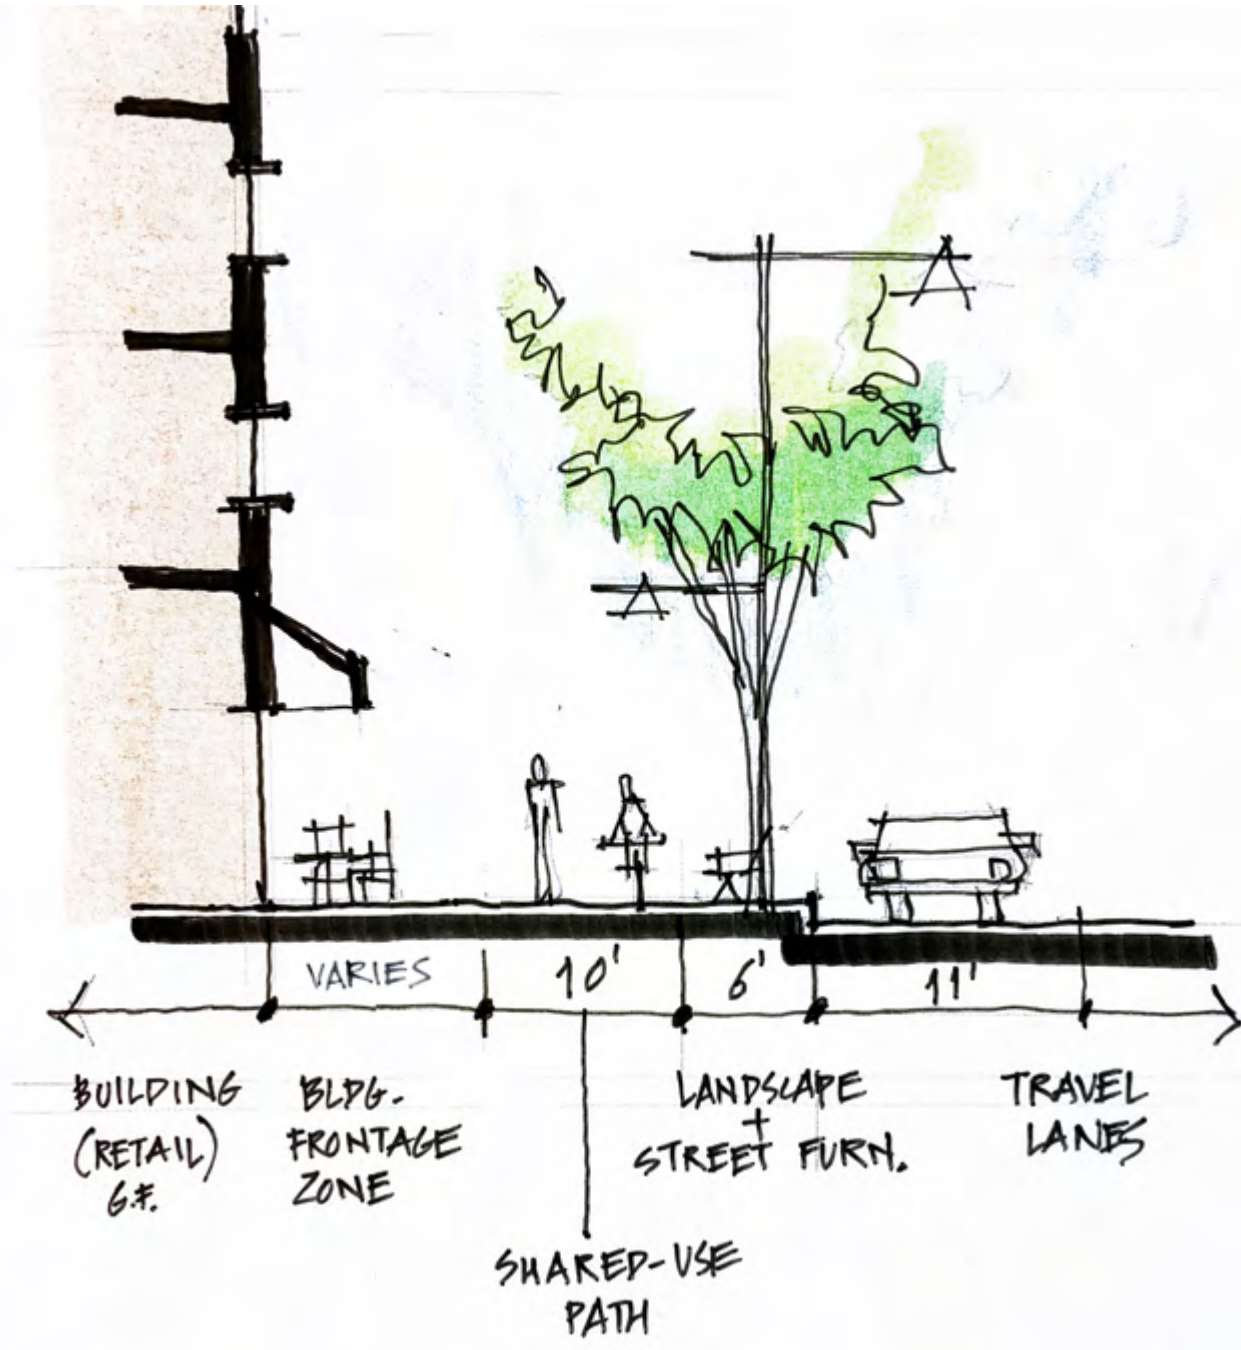 VARIES
10'
6'
11'
BUILDING
(RETAIL)
G.F.
BLDG.
FRONTAGE
ZONE
SHARED-USE
PATH
LANDSCAPE
+
STREET FURN.
TRAVEL
LANES